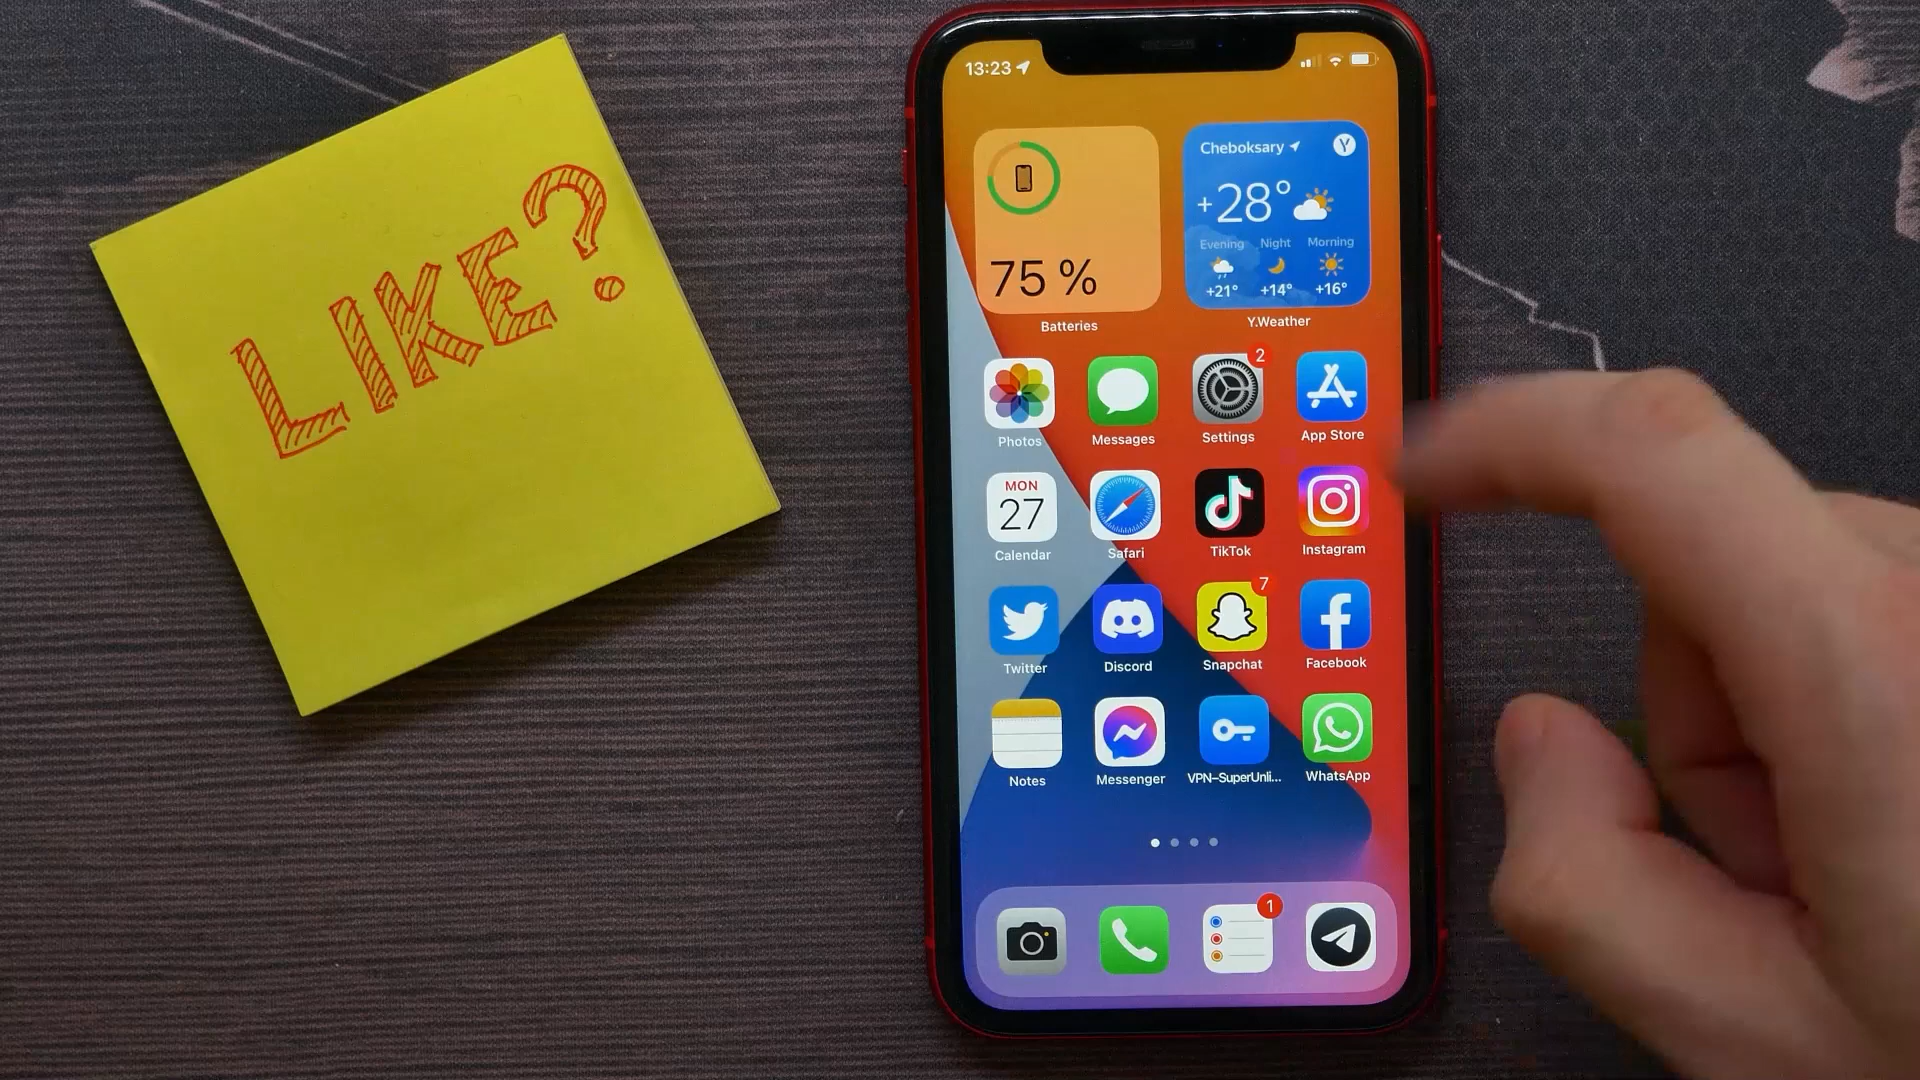 LIKE?
13:23
75 %
Batteries
Cheboksary
Y
+28°
Evening Night Morning
+21° +14° +16°
Y.Weather
2
Photos Messages Settings App Store
MON
27
Calendar Safari TikTok Instagram
7
Twitter Discord Snapchat Facebook
Notes Messenger VPN–SuperUnli... WhatsApp
1